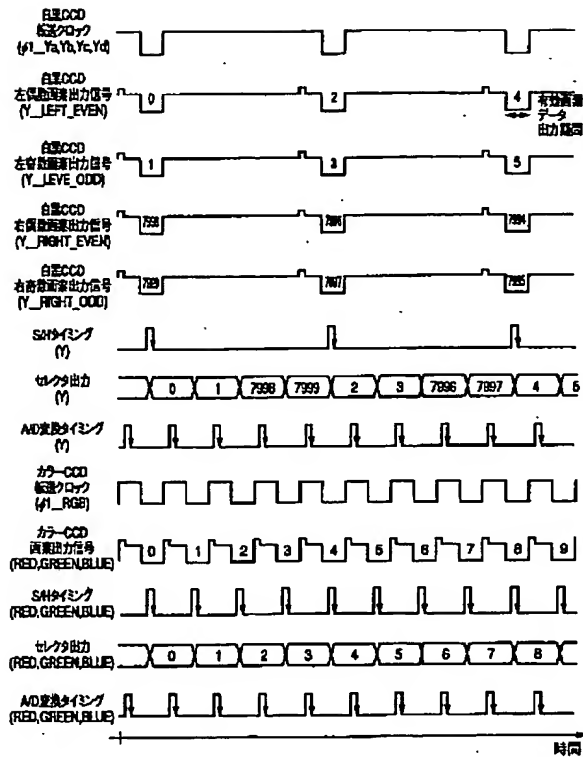 白黒CCD
転送クロック
(φ1_Ya,Yb,Yc,Yd)
白黒CCD
左偶数画素出力信号
(Y_LEFT_EVEN)
0 2 4
有効画素
データ
出力期間
白黒CCD
左奇数画素出力信号
(Y_LEVE_ODD)
1 3 5
白黒CCD
右偶数画素出力信号
(Y_RIGHT_EVEN)
7998 7996 7994
白黒CCD
右奇数画素出力信号
(Y_RIGHT_ODD)
7999 7997 7995
S/Hタイミング
(Y)
セレクタ出力
(Y)
0 1 7998 7999 2 3 7896 7997 4 5
A/D変換タイミング
(Y)
カラーCCD
転送クロック
(φ1_RGB)
カラーCCD
画素出力信号
(RED,GREEN,BLUE)
0 1 2 3 4 5 6 7 8 9
S/Hタイミング
(RED,GREEN,BLUE)
セレクタ出力
(RED,GREEN,BLUE)
0 1 2 3 4 5 6 7 8
A/D変換タイミング
(RED,GREEN,BLUE)
時間